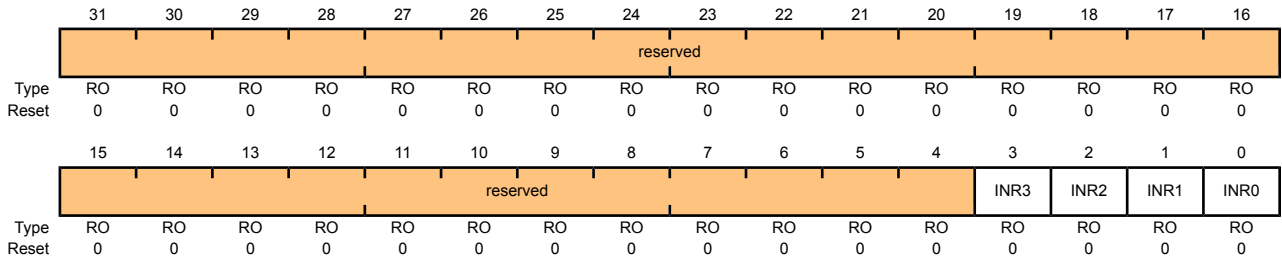 31 30 29 28 27 26 25 24 23 22 21 20 19 18 17 16
reserved
Type RO RO RO RO RO RO RO RO RO RO RO RO RO RO RO RO
Reset 0 0 0 0 0 0 0 0 0 0 0 0 0 0 0 0
15 14 13 12 11 10 9 8 7 6 5 4 3 2 1 0
reserved INR3 INR2 INR1 INR0
Type RO RO RO RO RO RO RO RO RO RO RO RO RO RO RO RO
Reset 0 0 0 0 0 0 0 0 0 0 0 0 0 0 0 0